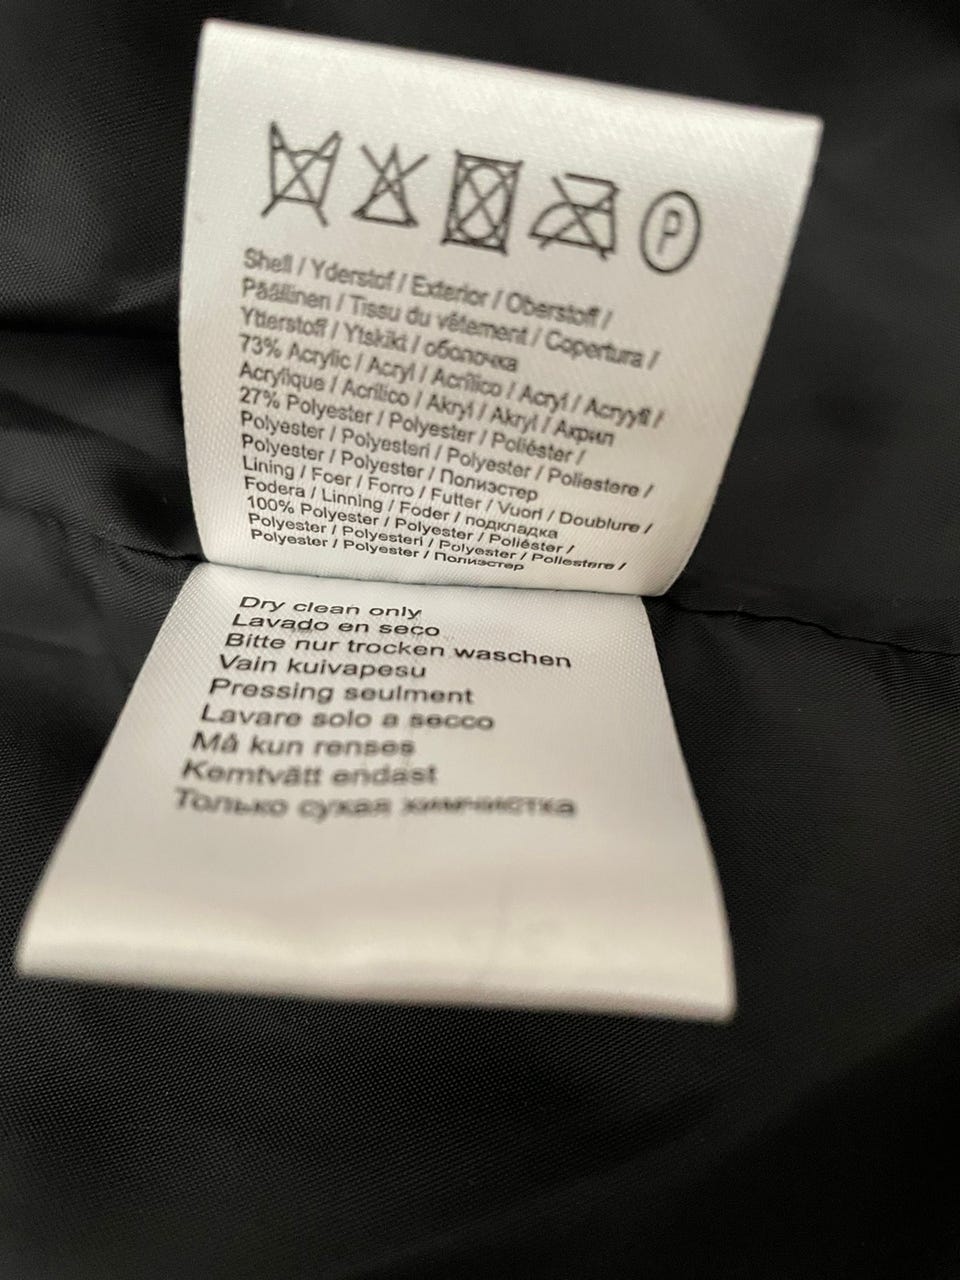 P
Shell / Yderstof / Exterior / Oberstoff /
Päällinen / Tissu du vêtement / Copertura /
Ytterstoff / Ytskikt / оболочка
73% Acrylic / Acryl / Acrílico / Acryl / Acryyli /
Acrylique / Acrilico / Akryl / Akryl / Акрил
27% Polyester / Polyester / Poliéster /
Polyester / Polyesteri / Polyester / Poliestere /
Polyester / Polyester / Полиэстер
Lining / Foer / Forro / Futter / Vuori / Doublure /
Fodera / Linning / Foder / подкладка
100% Polyester / Polyester / Poliéster /
Polyester / Polyesteri / Polyester / Poliestere /
Polyester / Polyester / Полиэстер
Dry clean only
Lavado en seco
Bitte nur trocken waschen
Vain kuivapesu
Pressing seulment
Lavare solo a secco
Må kun renses
Kemtvätt endast
Только сухая химчистка